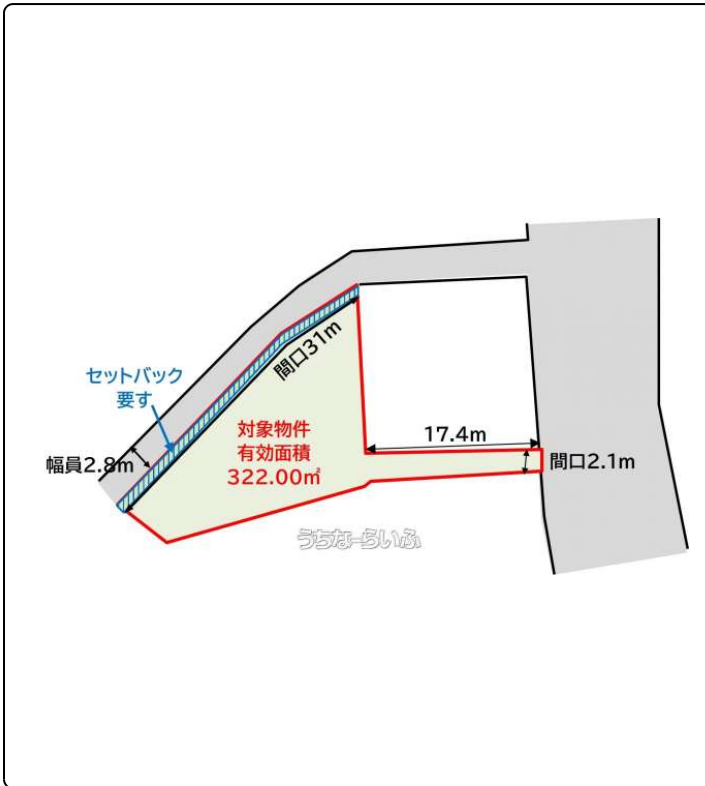 間口31m
セットバック
要す
対象物件
有効面積
322.00㎡
17.4m
幅員2.8m
間口2.1m
うちなーらいふ